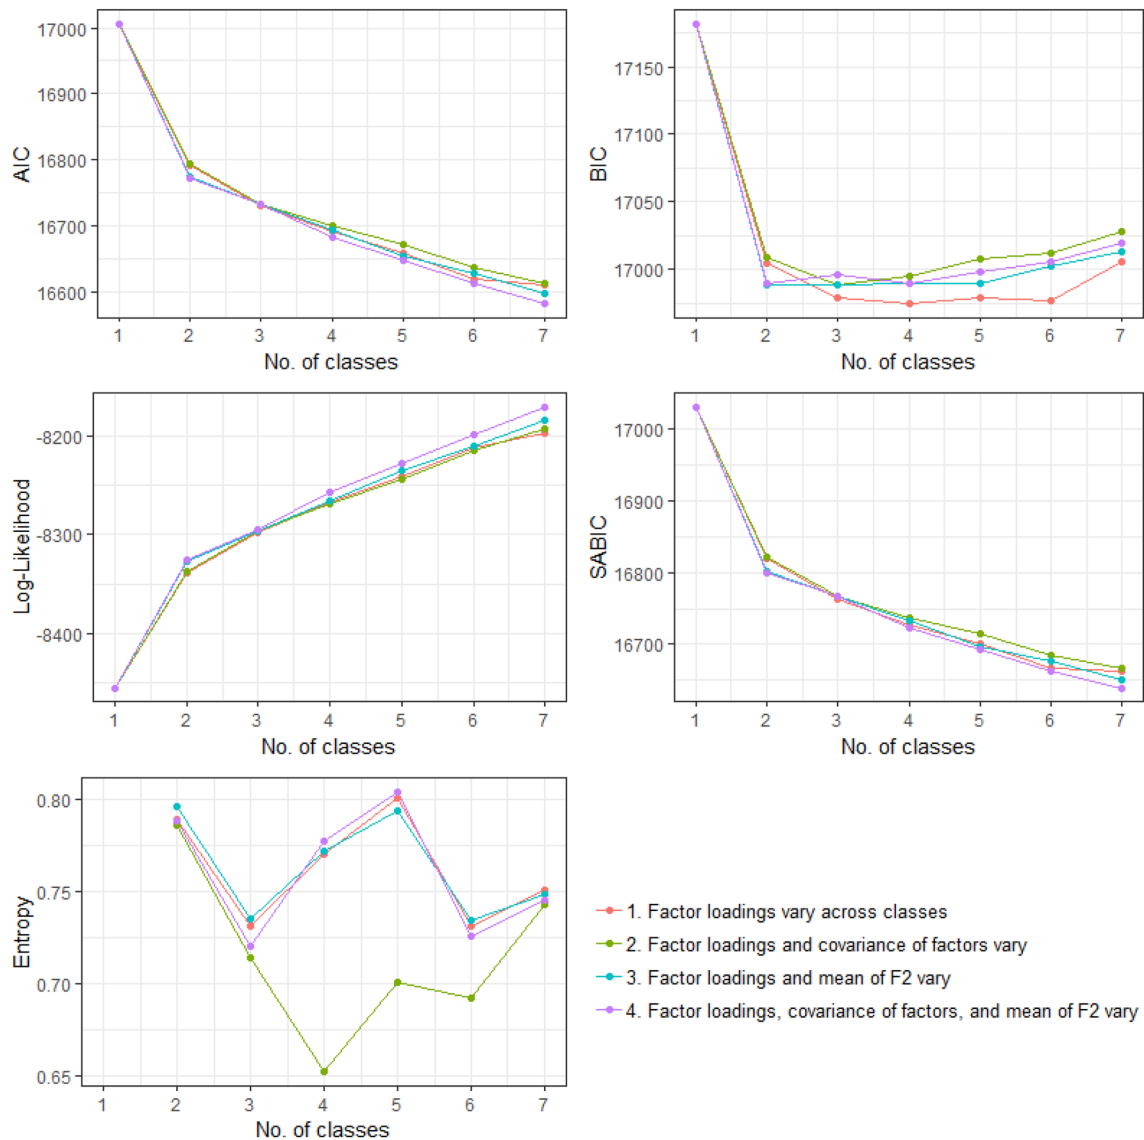 AIC
17000
16900
16800
16700
16600
1 2 3 4 5 6 7
No. of classes
BIC
17150
17100
17050
17000
1 2 3 4 5 6 7
No. of classes
Log-Likelihood
-8200
-8300
-8400
1 2 3 4 5 6 7
No. of classes
SABIC
17000
16900
16800
16700
1 2 3 4 5 6 7
No. of classes
Entropy
0.80
0.75
0.70
0.65
1 2 3 4 5 6 7
No. of classes
1. Factor loadings vary across classes
2. Factor loadings and covariance of factors vary
3. Factor loadings and mean of F2 vary
4. Factor loadings, covariance of factors, and mean of F2 vary